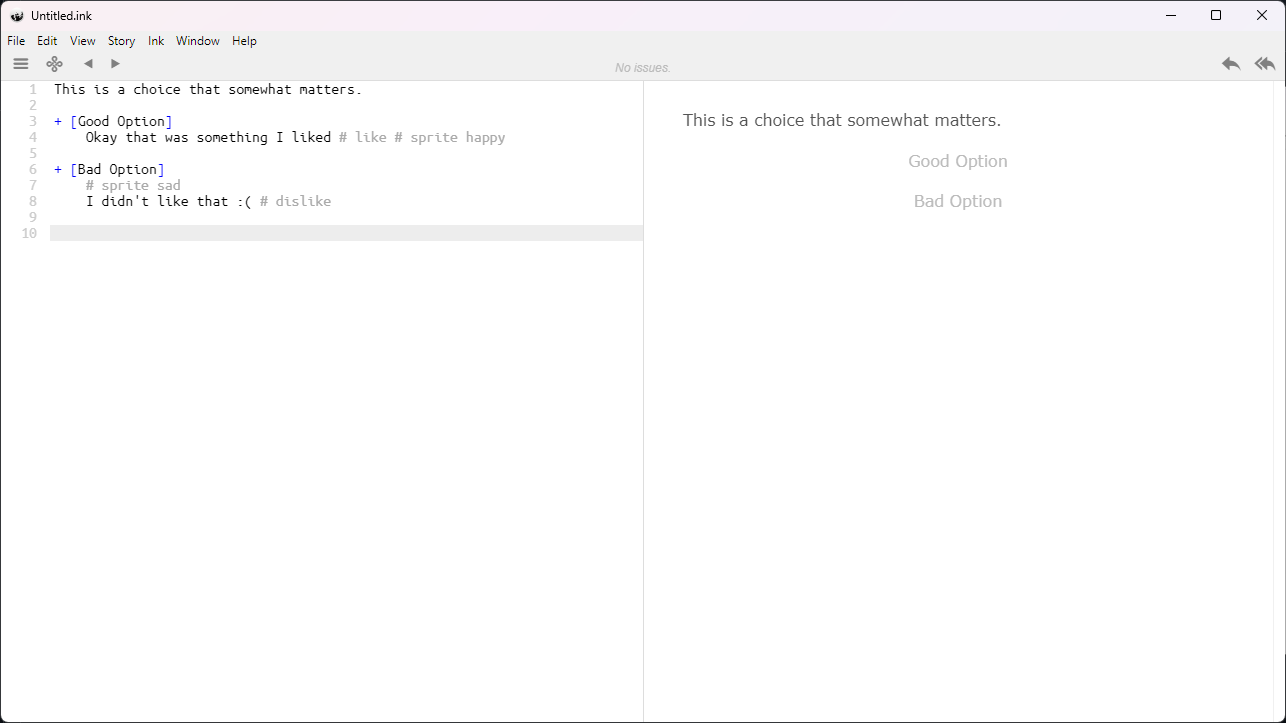 Untitled.ink
File Edit View Story Ink Window Help
No issues.
1 This is a choice that somewhat matters.
2
3 + [Good Option]
4 Okay that was something I liked # like # sprite happy
5
6 + [Bad Option]
7 # sprite sad
8 I didn't like that :( # dislike
9
10
This is a choice that somewhat matters.
Good Option
Bad Option